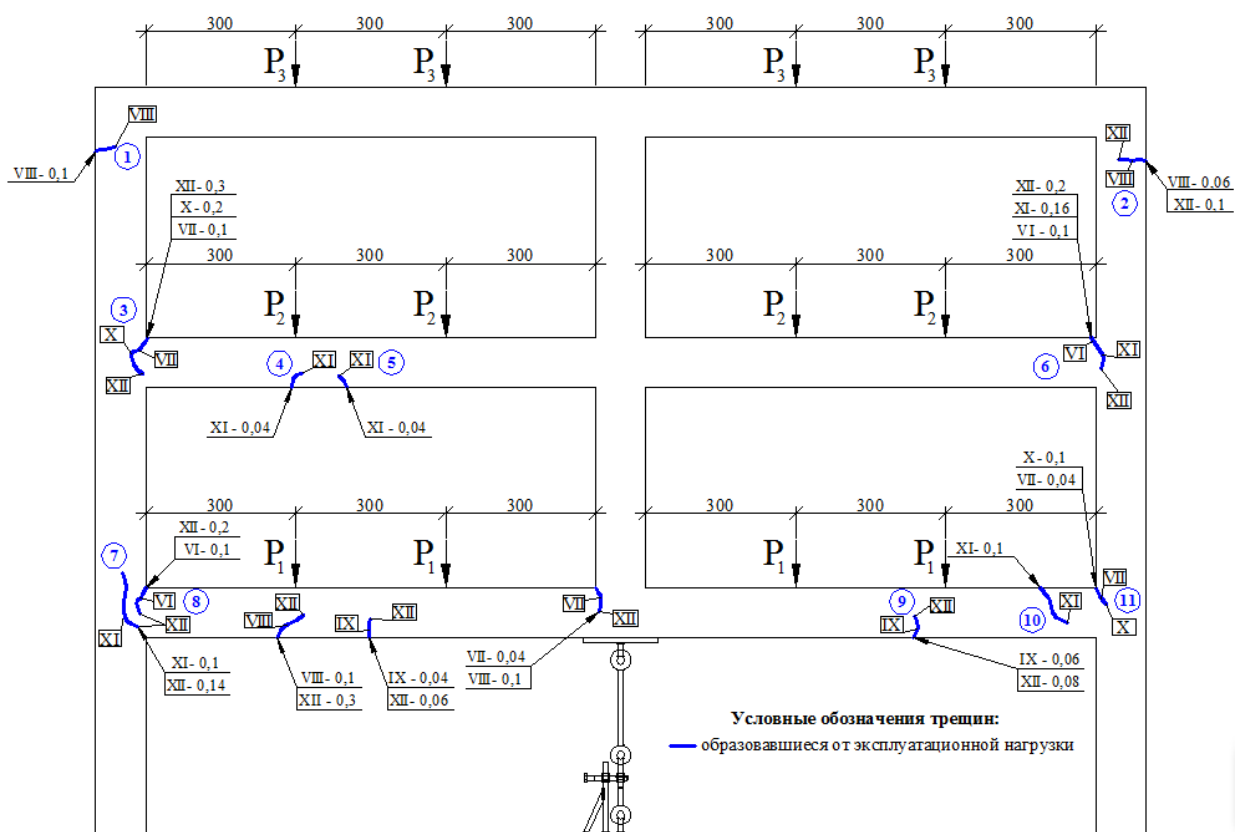 300 300 300 300 300 300
P3 P3 P3 P3
VIII
1
VIII - 0,1
XII
VIII
2
VIII - 0.06
XII - 0,1
XII - 0,3
X - 0,2
VII - 0,1
XII - 0,2
XI - 0,16
VI - 0,1
300 300 300 300 300 300
P2 P2 P2 P2
3
X
VII
XII
4
XI
XI
5
VI
XI
6
XII
XI - 0,04
XI - 0,04
X - 0,1
VII - 0,04
300 300 300 300 300 300
XII - 0,2
VI - 0,1
P1 P1 P1 P1
XI - 0,1
7
VI
8
XII
XI
XII
VIII
XII
IX
VII
XII
9
XII
IX
XI
10
VII
11
X
XI - 0,1
XII - 0,14
VIII - 0,1
XII - 0,3
IX - 0,04
XII - 0,06
VII - 0,04
VIII - 0,1
IX - 0,06
XII - 0,08
Условные обозначения трещин:
образовавшиеся от эксплуатационной нагрузки